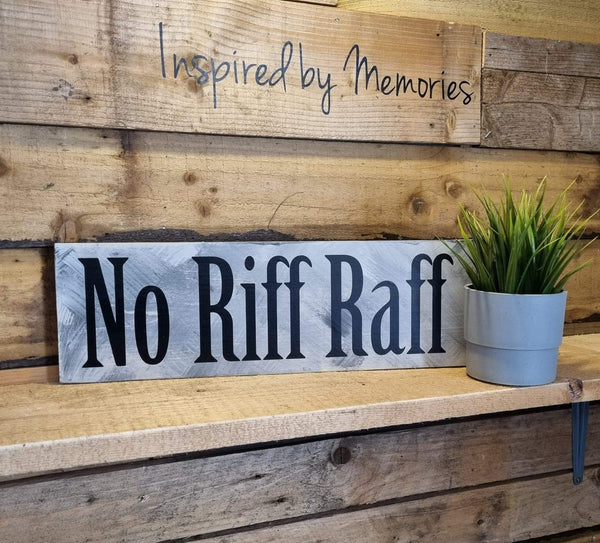 Inspired by Memories
No Riff Raff